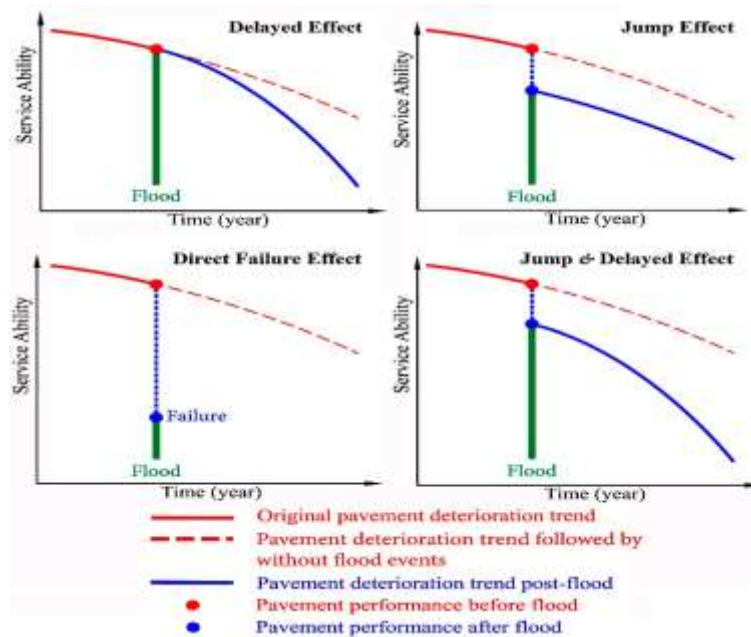 Delayed Effect
Service Ability
Flood
Time (year)
Jump Effect
Service Ability
Flood
Time (year)
Direct Failure Effect
Service Ability
Failure
Flood
Time (year)
Jump & Delayed Effect
Service Ability
Flood
Time (year)
Original pavement deterioration trend
Pavement deterioration trend followed by
without flood events
Pavement deterioration trend post-flood
Pavement performance before flood
Pavement performance after flood